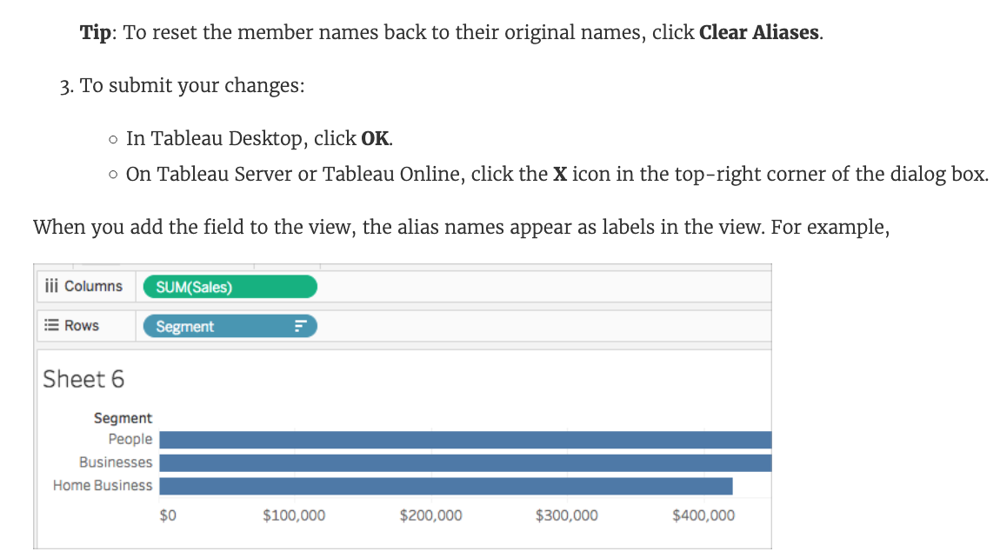 Tip: To reset the member names back to their original names, click Clear Aliases.
3. To submit your changes:
In Tableau Desktop, click OK.
On Tableau Server or Tableau Online, click the X icon in the top-right corner of the dialog box.
When you add the field to the view, the alias names appear as labels in the view. For example,
Columns SUM(Sales)
Rows Segment
Sheet 6
Segment
People
Businesses
Home Business
$0 $100,000 $200,000 $300,000 $400,000